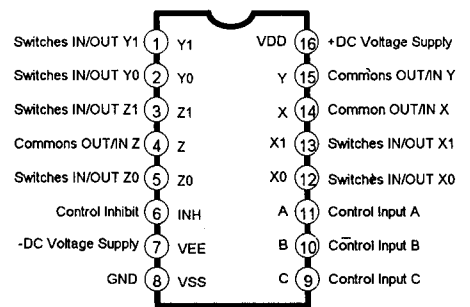 Switches IN/OUT Y1 1 Y1 VDD 16 +DC Voltage Supply
Switches IN/OUT Y0 2 Y0 Y 15 Commons OUT/IN Y
Switches IN/OUT Z1 3 Z1 X 14 Common OUT/IN X
Commons OUT/IN Z 4 Z X1 13 Switches IN/OUT X1
Switches IN/OUT Z0 5 Z0 X0 12 Switches IN/OUT X0
Control Inhibit 6 INH A 11 Control Input A
-DC Voltage Supply 7 VEE B 10 Control Input B
GND 8 VSS C 9 Control Input C